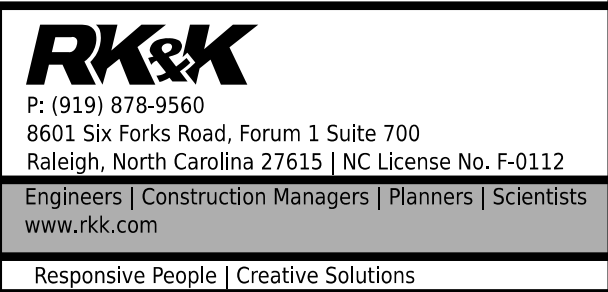 RK&K
P: (919) 878-9560
8601 Six Forks Road, Forum 1 Suite 700
Raleigh, North Carolina 27615 | NC License No. F-0112
Engineers | Construction Managers | Planners | Scientists
www.rkk.com
Responsive People | Creative Solutions